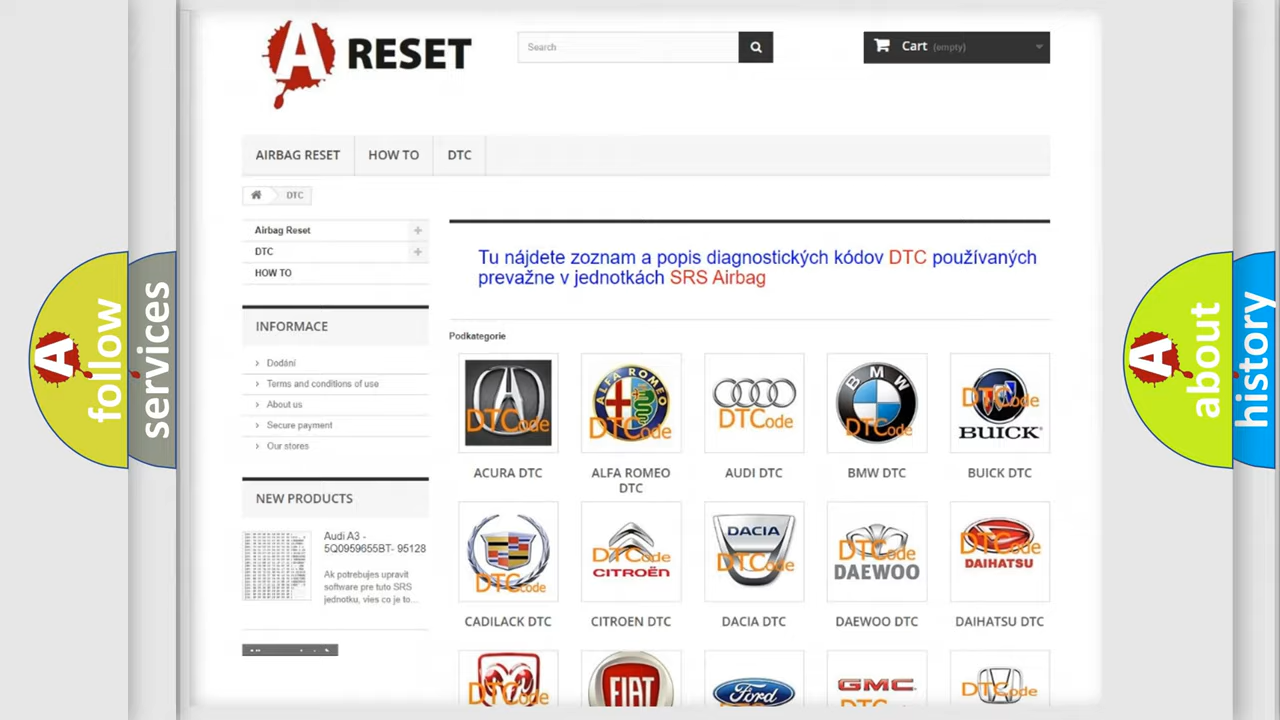 A RESET
Search
Cart (empty)
AIRBAG RESET
HOW TO
DTC
DTC
Airbag Reset
DTC
HOW TO
INFORMACE
Dodání
Terms and conditions of use
About us
Secure payment
Our stores
NEW PRODUCTS
Audi A3 -
5Q0959655BT- 95128
Ak potrebujes upravit
software pre tuto SRS
jednotku, vies co je to...
Tu nájdete zoznam a popis diagnostických kódov DTC používaných
prevažne v jednotkách SRS Airbag
Podkategorie
DTCode
ALFA ROMEO
DTCode
DTCode
BMW
DTCode
DTCode
BUICK
ACURA DTC
ALFA ROMEO
DTC
AUDI DTC
BMW DTC
BUICK DTC
DTCode
DTCode
CITROËN
DACIA
DTCode
DTCode
DAEWOO
DTCode
DAIHATSU
CADILACK DTC
CITROEN DTC
DACIA DTC
DAEWOO DTC
DAIHATSU DTC
DTCode
FIAT
Ford
GMC
DTCode
A follow
services
A about
history